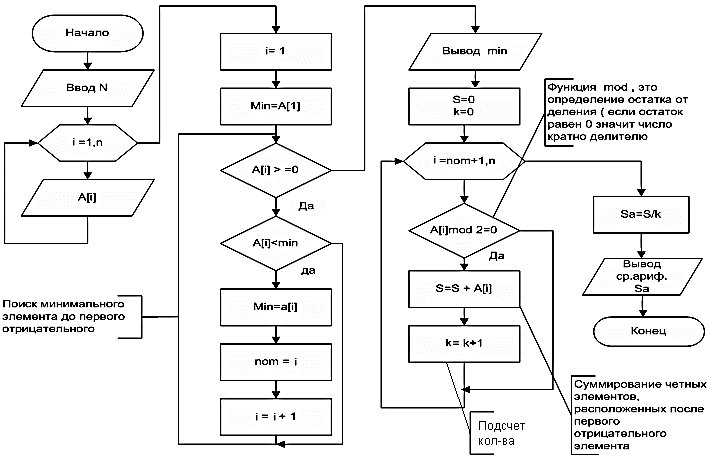 Начало
Ввод N
i =1,n
A[i]
Поиск минимального
элемента до первого
отрицательного
i= 1
Min=A[1]
A[i] > =0
Да
A[i]<min
да
Min=a[i]
nom = i
i = i + 1
Вывод min
S=0
k=0
i =nom+1,n
A[i]mod 2=0
Да
S=S + A[i]
k= k+1
Подсчет
кол-ва
Функция mod , это
определение остатка от
деления ( если остаток
равен 0 значит число
кратно делителю
Sa=S/k
Вывод
ср.ариф.
Sa
Конец
Суммирование четных
элементов,
расположенных после
первого
отрицательного
элемента